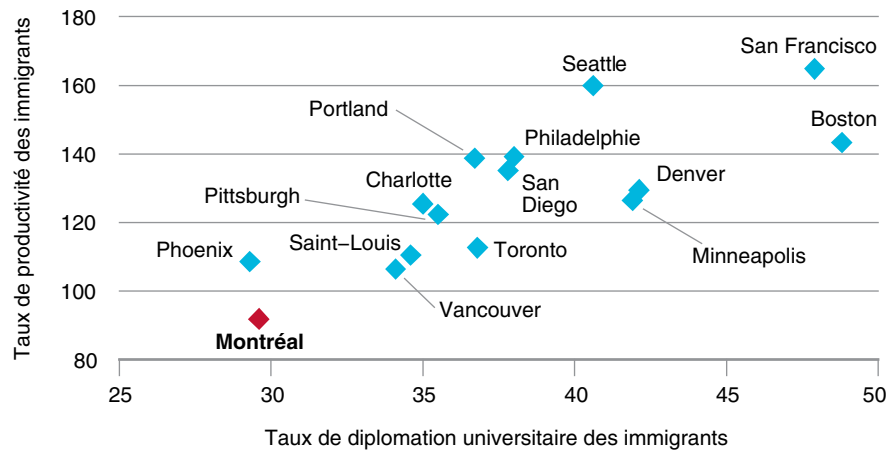 Taux de productivité des immigrants
180
160
140
120
100
80
San Francisco
Seattle
Boston
Portland
Philadelphie
Charlotte
San
Diego
Denver
Pittsburgh
Phoenix
Saint–Louis
Toronto
Minneapolis
Vancouver
Montréal
25
30
35
40
45
50
Taux de diplomation universitaire des immigrants